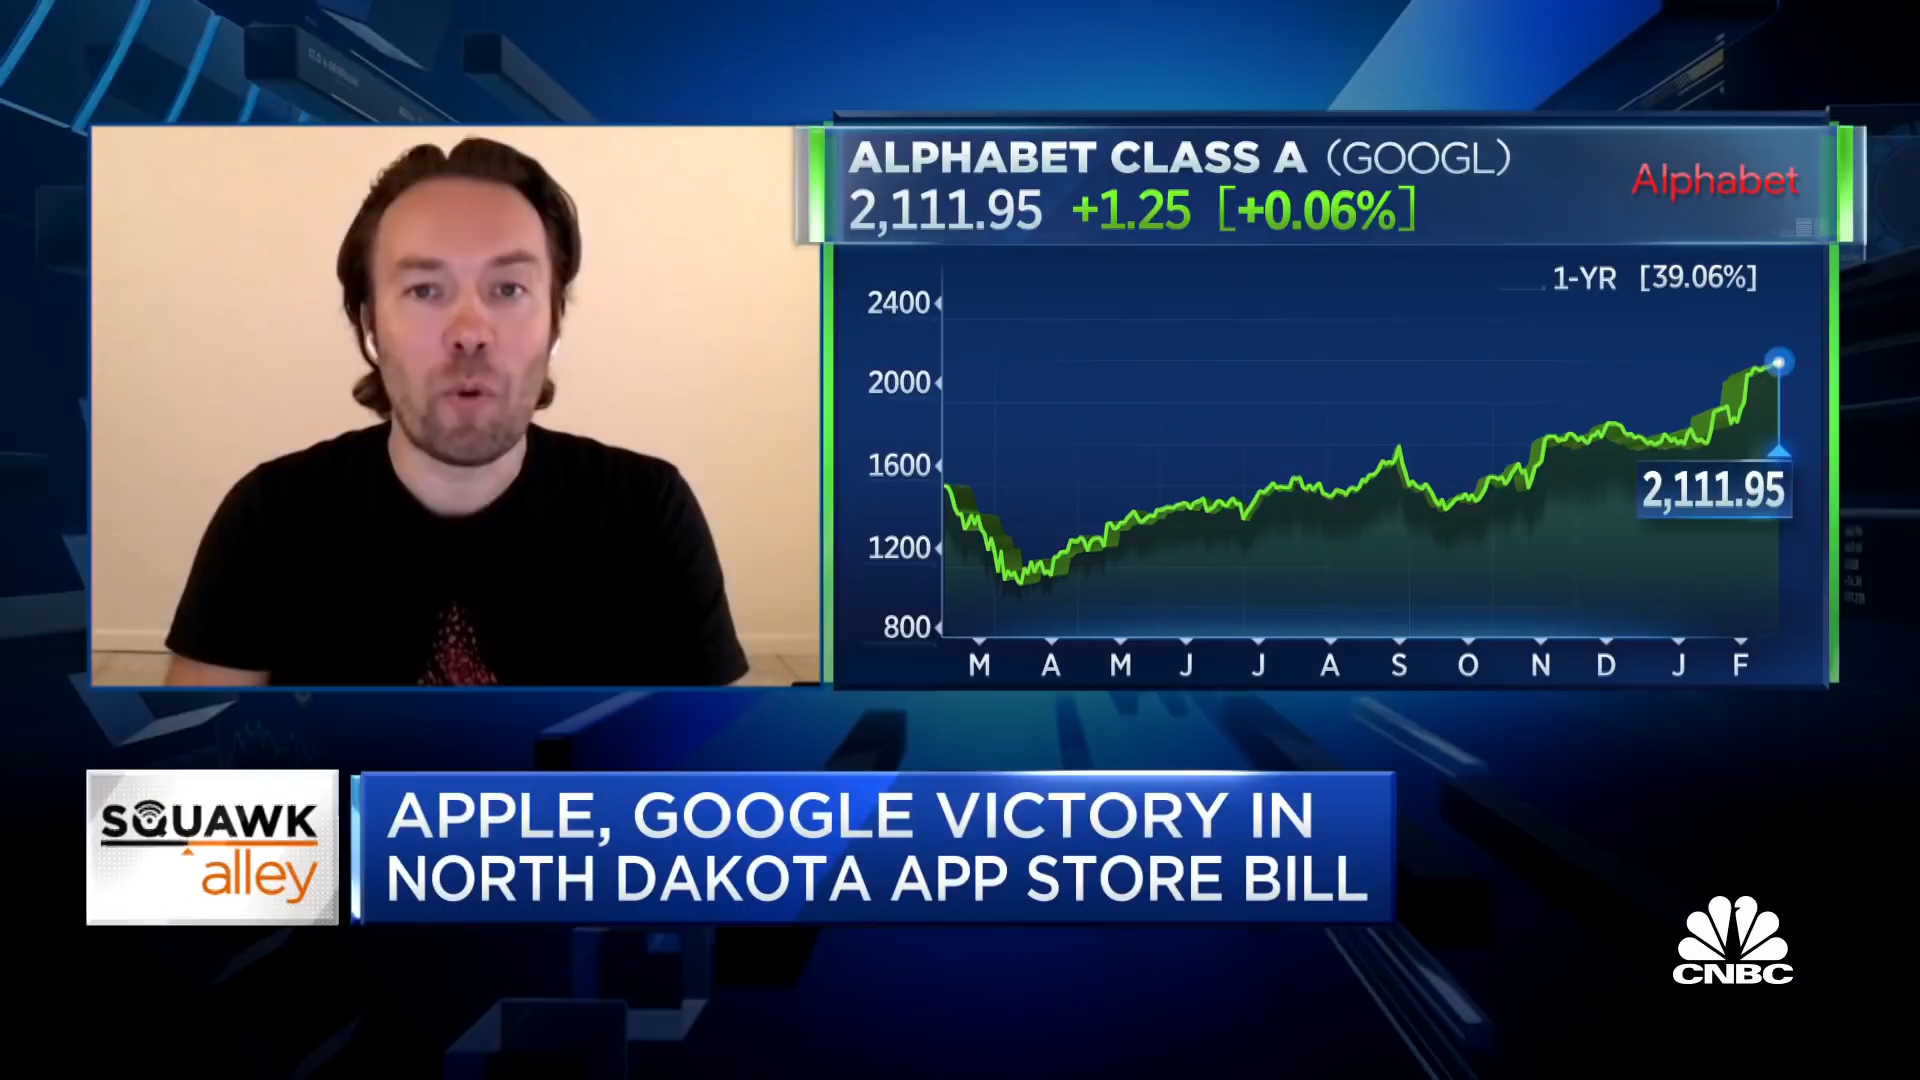 ALPHABET CLASS A (GOOGL)
2,111.95 +1.25 [+0.06%]
Alphabet
1-YR [39.06%]
2400
2000
1600
1200
800
2,111.95
M A M J J A S O N D J F
SQUAWK
alley
APPLE, GOOGLE VICTORY IN
NORTH DAKOTA APP STORE BILL
CNBC